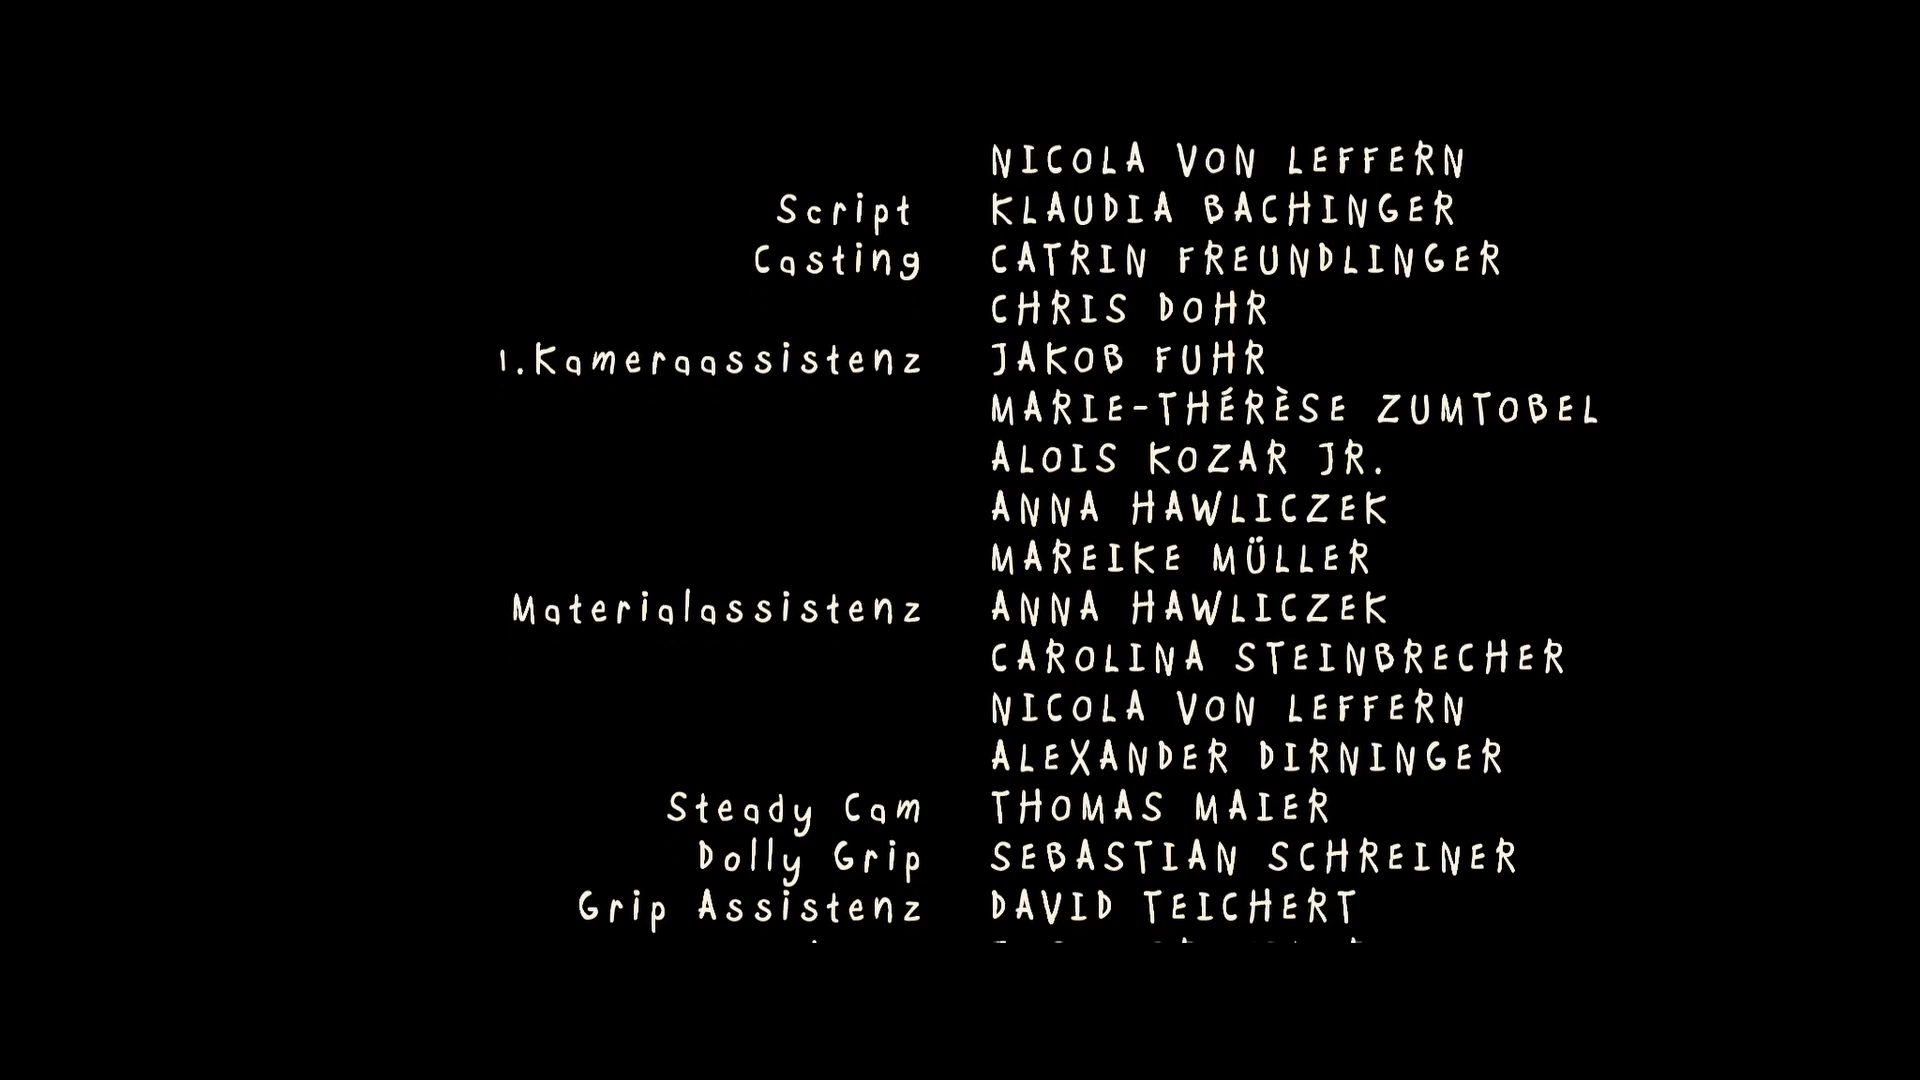 NICOLA VON LEFFERN
Script KLAUDIA BACHINGER
Casting CATRIN FREUNDLINGER
CHRIS DOHR
1.Kameraassistenz JAKOB FUHR
MARIE-THÉRÈSE ZUMTOBEL
ALOIS KOZAR JR.
ANNA HAWLICZEK
MAREIKE MÜLLER
Materialassistenz ANNA HAWLICZEK
CAROLINA STEINBRECHER
NICOLA VON LEFFERN
ALEXANDER DIRNINGER
Steady Cam THOMAS MAIER
Dolly Grip SEBASTIAN SCHREINER
Grip Assistenz DAVID TEICHERT